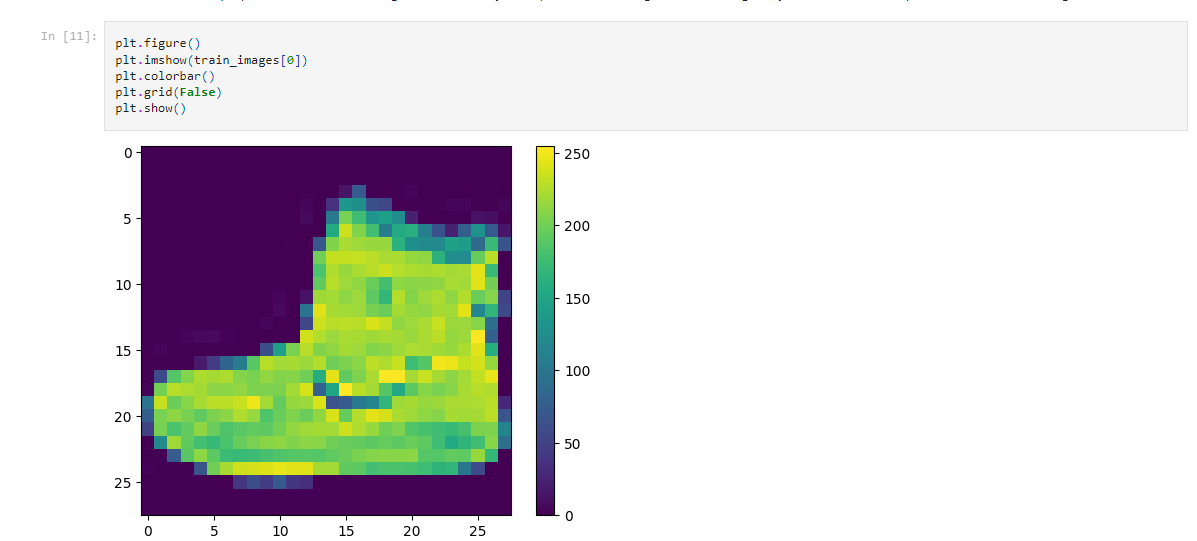 In [11]:
plt.figure()
plt.imshow(train_images[0])
plt.colorbar()
plt.grid(False)
plt.show()
0
5
10
15
20
25
0 5 10 15 20 25
250
200
150
100
50
0